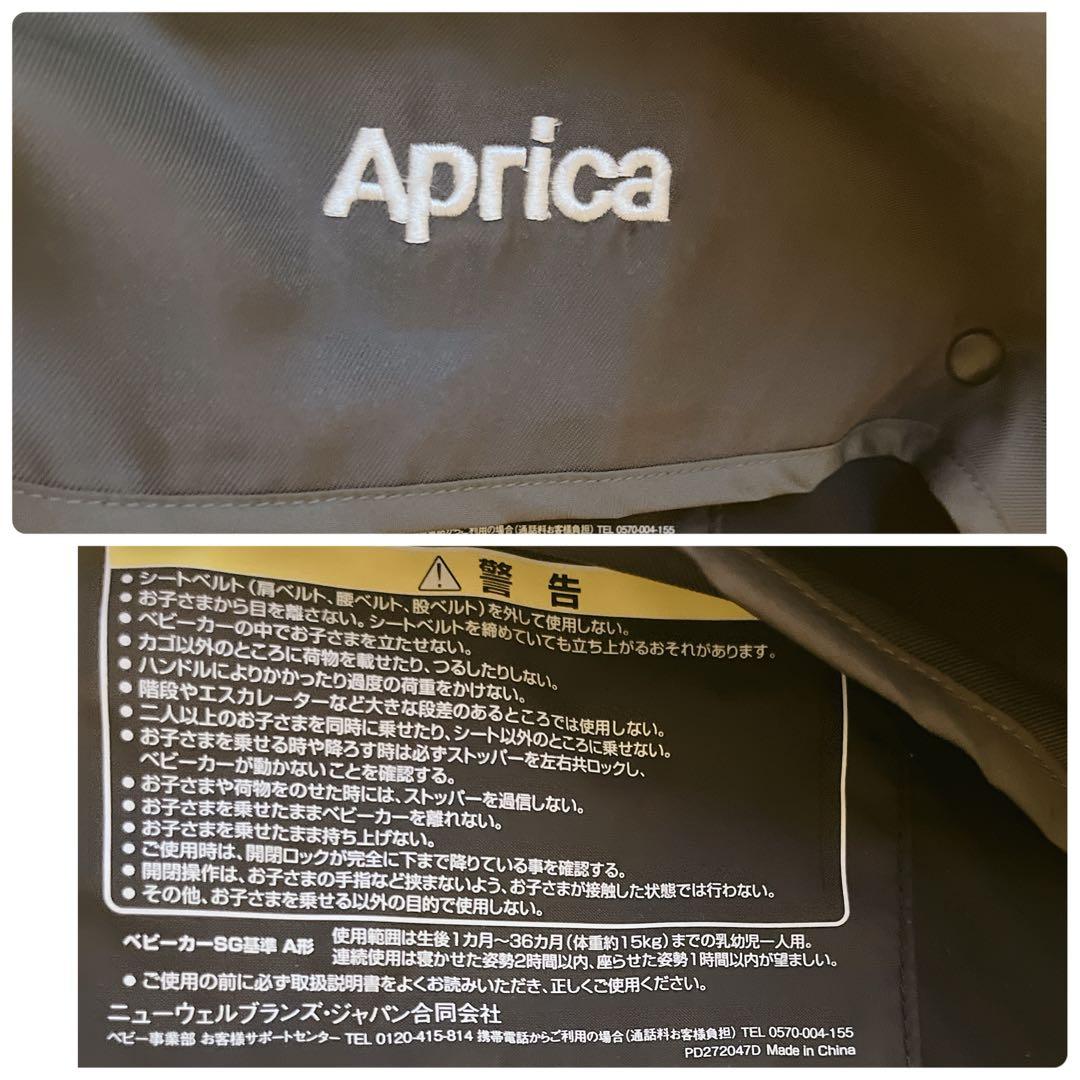 Aprica
ご利用の場合(通話料お客様負担) TEL 0570-004-155
警告
● シートベルト(肩ベルト、腰ベルト、股ベルト)を外して使用しない。
● お子さまから目を離さない。シートベルトを締めていても立ち上がるおそれがあります。
● ベビーカーの中でお子さまを立たせない。
● カゴ以外のところに荷物を載せたり、つるしたりしない。
● ハンドルによりかかったり過度の荷重をかけない。
● 階段やエスカレーターなど大きな段差のあるところでは使用しない。
● 二人以上のお子さまを同時に乗せたり、シート以外のところに乗せない。
● お子さまを乗せる時や降ろす時は必ずストッパーを左右共ロックし、
ベビーカーが動かないことを確認する。
● お子さまや荷物をのせた時には、ストッパーを過信しない。
● お子さまを乗せたままベビーカーを離れない。
● お子さまを乗せたまま持ち上げない。
● ご使用時は、開閉ロックが完全に下まで降りている事を確認する。
● 開閉操作は、お子さまの手指など挟まないよう、お子さまが接触した状態では行わない。
● その他、お子さまを乗せる以外の目的で使用しない。
ベビーカーSG基準 A形 使用範囲は生後1カ月〜36カ月(体重約15kg)までの乳幼児一人用。
連続使用は寝かせた姿勢2時間以内、座らせた姿勢1時間以内が望ましい。
● ご使用の前に必ず取扱説明書をよくお読みいただき、正しくご使用ください。
ニューウェルブランズ・ジャパン合同会社
ベビー事業部 お客様サポートセンター TEL 0120-415-814 携帯電話からご利用の場合(通話料お客様負担) TEL 0570-004-155
PD272047D Made in China